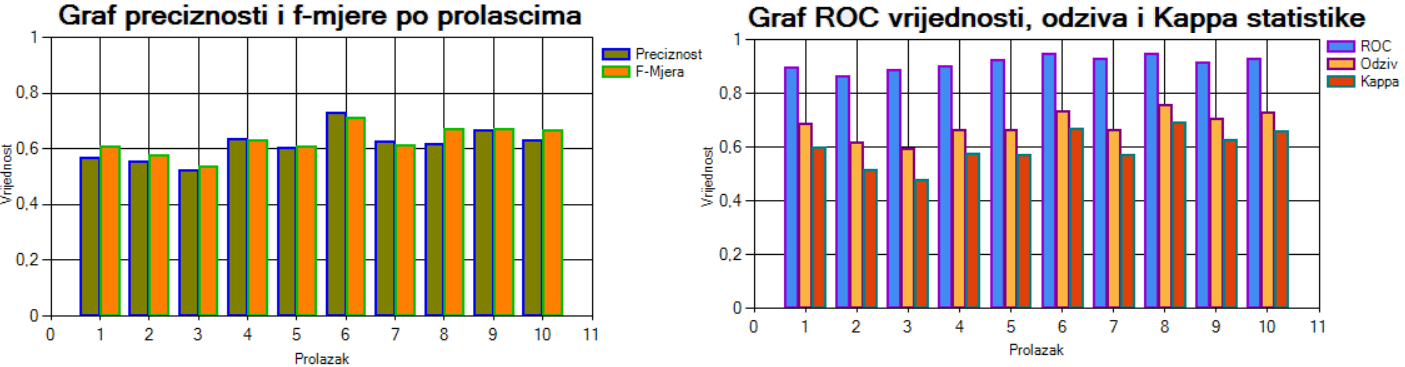 Graf preciznosti i f-mjere po prolascima
Preciznost
F-Mjera
Vrijednost
1
0,8
0,6
0,4
0,2
0
0 1 2 3 4 5 6 7 8 9 10 11
Prolazak
Graf ROC vrijednosti, odziva i Kappa statistike
ROC
Odziv
Kappa
Vrijednost
1
0,8
0,6
0,4
0,2
0
0 1 2 3 4 5 6 7 8 9 10 11
Prolazak